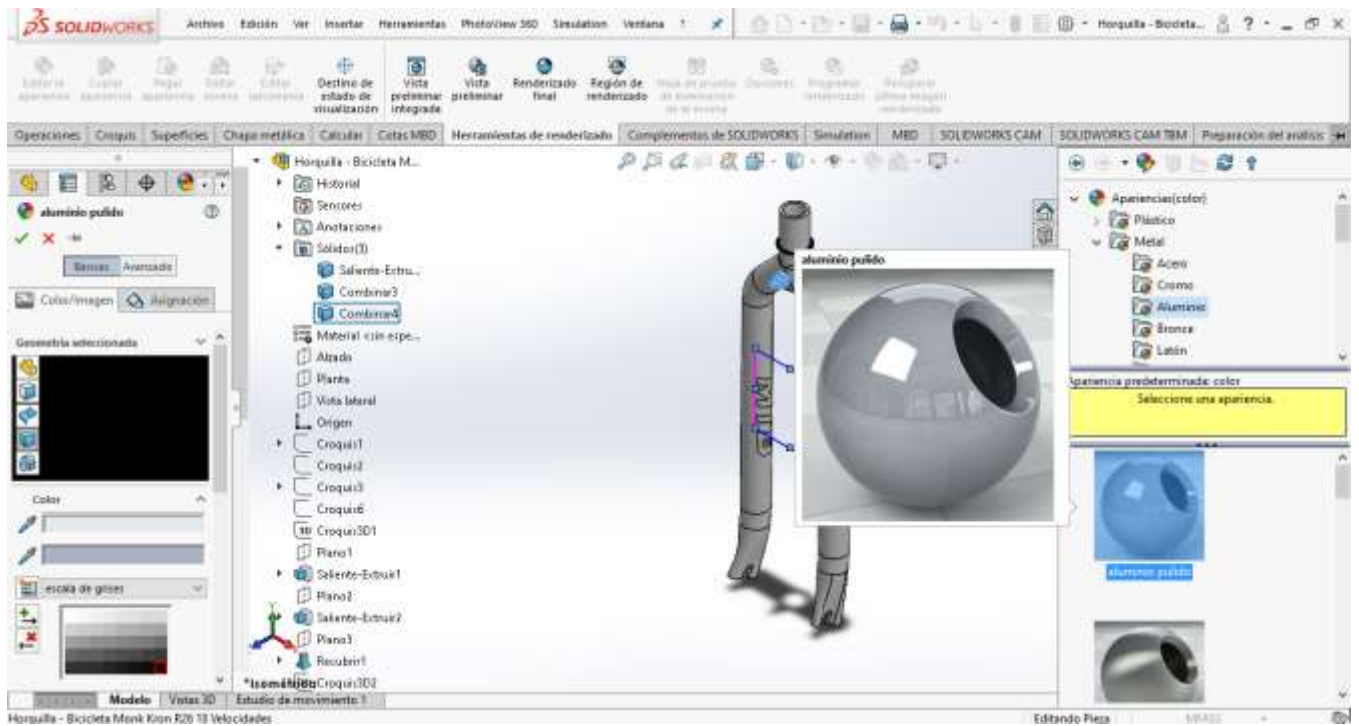 SOLIDWORKS
Archivo Edición Ver Insertar Herramientas PhotoView 360 Simulation Ventana ?
Horquilla - Bicicleta...
Destino de estado de visualización
Vista preliminar integrada
Vista preliminar
Renderizado final
Región de renderizado
Operaciones Croquis Superficies Chapa metálica Calcular Cotas MBD Herramientas de renderizado Complementos de SOLIDWORKS Simulation MBD SOLIDWORKS CAM SOLIDWORKS CAM TBM Preparación del análisis
aluminio pulido
Básicas Avanzado
Color/Imagen Asignación
Geometría seleccionada
Color
escala de grises
Horquilla - Bicicleta M...
Historial
Sensores
Anotaciones
Sólidos(3)
Saliente-Extru...
Combinar3
Combinar4
Material <sin espe...
Alzado
Planta
Vista lateral
Origen
Croquis1
Croquis2
Croquis3
Croquis6
3D Croquis3D1
Plano1
Saliente-Extruir1
Plano2
Saliente-Extruir2
Plano3
Recubrir1
Croquis3D2
*Isométrica
aluminio pulido
Apariencias(color)
Plástico
Metal
Acero
Cromo
Aluminio
Bronce
Latón
Apariencia predeterminada: color
Seleccione una apariencia.
aluminio pulido
Modelo Vistas 3D Estudio de movimiento 1
Horquilla - Bicicleta Monk Kron R26 18 Velocidades
Editando Pieza
MMGS